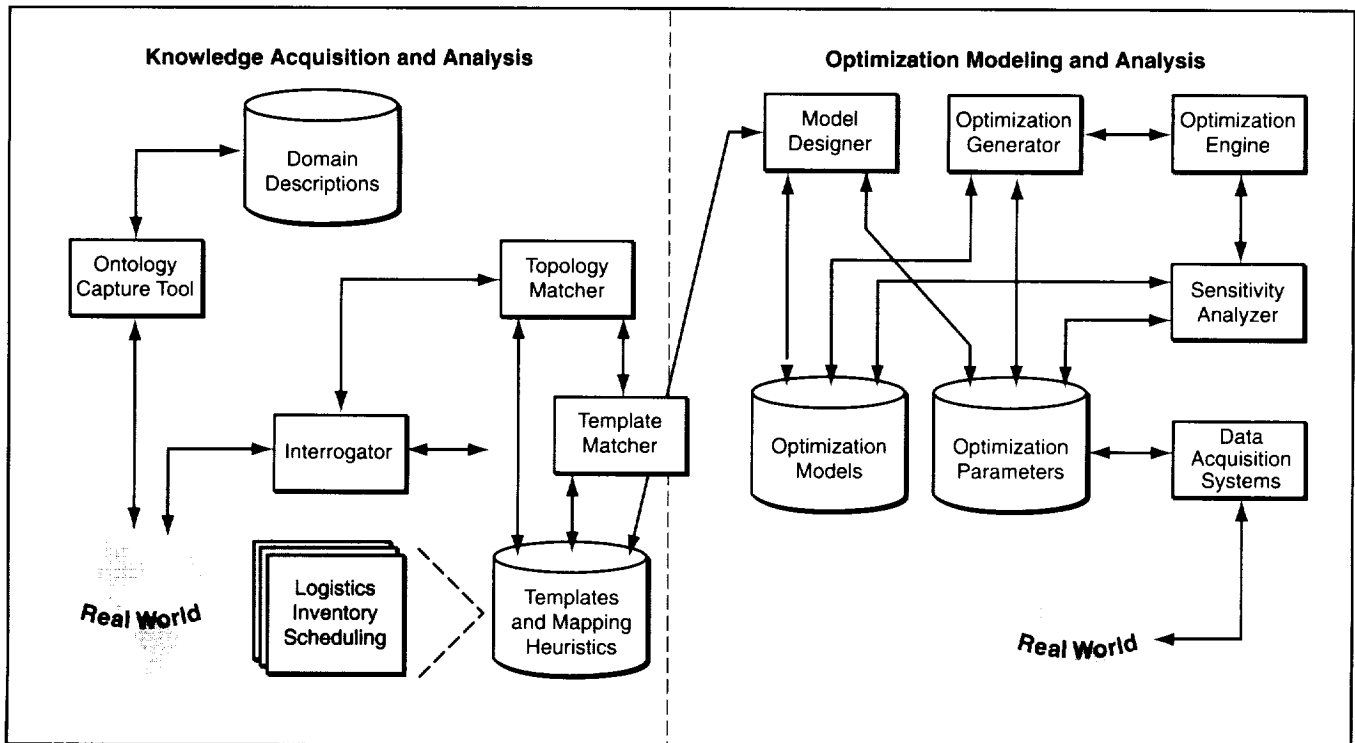 Knowledge Acquisition and Analysis
Domain
Descriptions
Ontology
Capture Tool
Topology
Matcher
Interrogator
Template
Matcher
Real World
Logistics
Inventory
Scheduling
Templates
and Mapping
Heuristics
Optimization Modeling and Analysis
Model
Designer
Optimization
Generator
Optimization
Engine
Sensitivity
Analyzer
Optimization
Models
Optimization
Parameters
Data
Acquisition
Systems
Real World